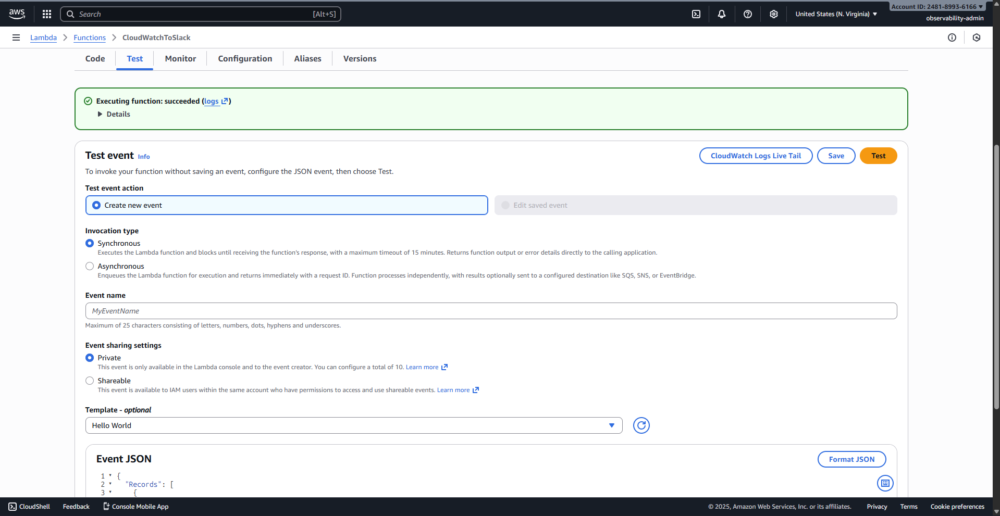 aws
Search [Alt+S]
United States (N. Virginia)
Account ID: 2481-8993-6166
observability-admin
Lambda Functions CloudWatchToSlack
Code Test Monitor Configuration Aliases Versions
Executing function: succeeded (logs )
Details
Test event Info
CloudWatch Logs Live Tail Save Test
To invoke your function without saving an event, configure the JSON event, then choose Test.
Test event action
Create new event Edit saved event
Invocation type
Synchronous
Executes the Lambda function and blocks until receiving the function's response, with a maximum timeout of 15 minutes. Returns function output or error details directly to the calling application.
Asynchronous
Enqueues the Lambda function for execution and returns immediately with a request ID. Function processes independently, with results optionally sent to a configured destination like SQS, SNS, or EventBridge.
Event name
MyEventName
Maximum of 25 characters consisting of letters, numbers, dots, hyphens and underscores.
Event sharing settings
Private
This event is only available in the Lambda console and to the event creator. You can configure a total of 10. Learn more
Shareable
This event is available to IAM users within the same account who have permissions to access and use shareable events. Learn more
Template - optional
Hello World
Event JSON Format JSON
1 {
2 "Records": [
3 {
CloudShell Feedback Console Mobile App © 2025, Amazon Web Services, Inc. or its affiliates. Privacy Terms Cookie preferences